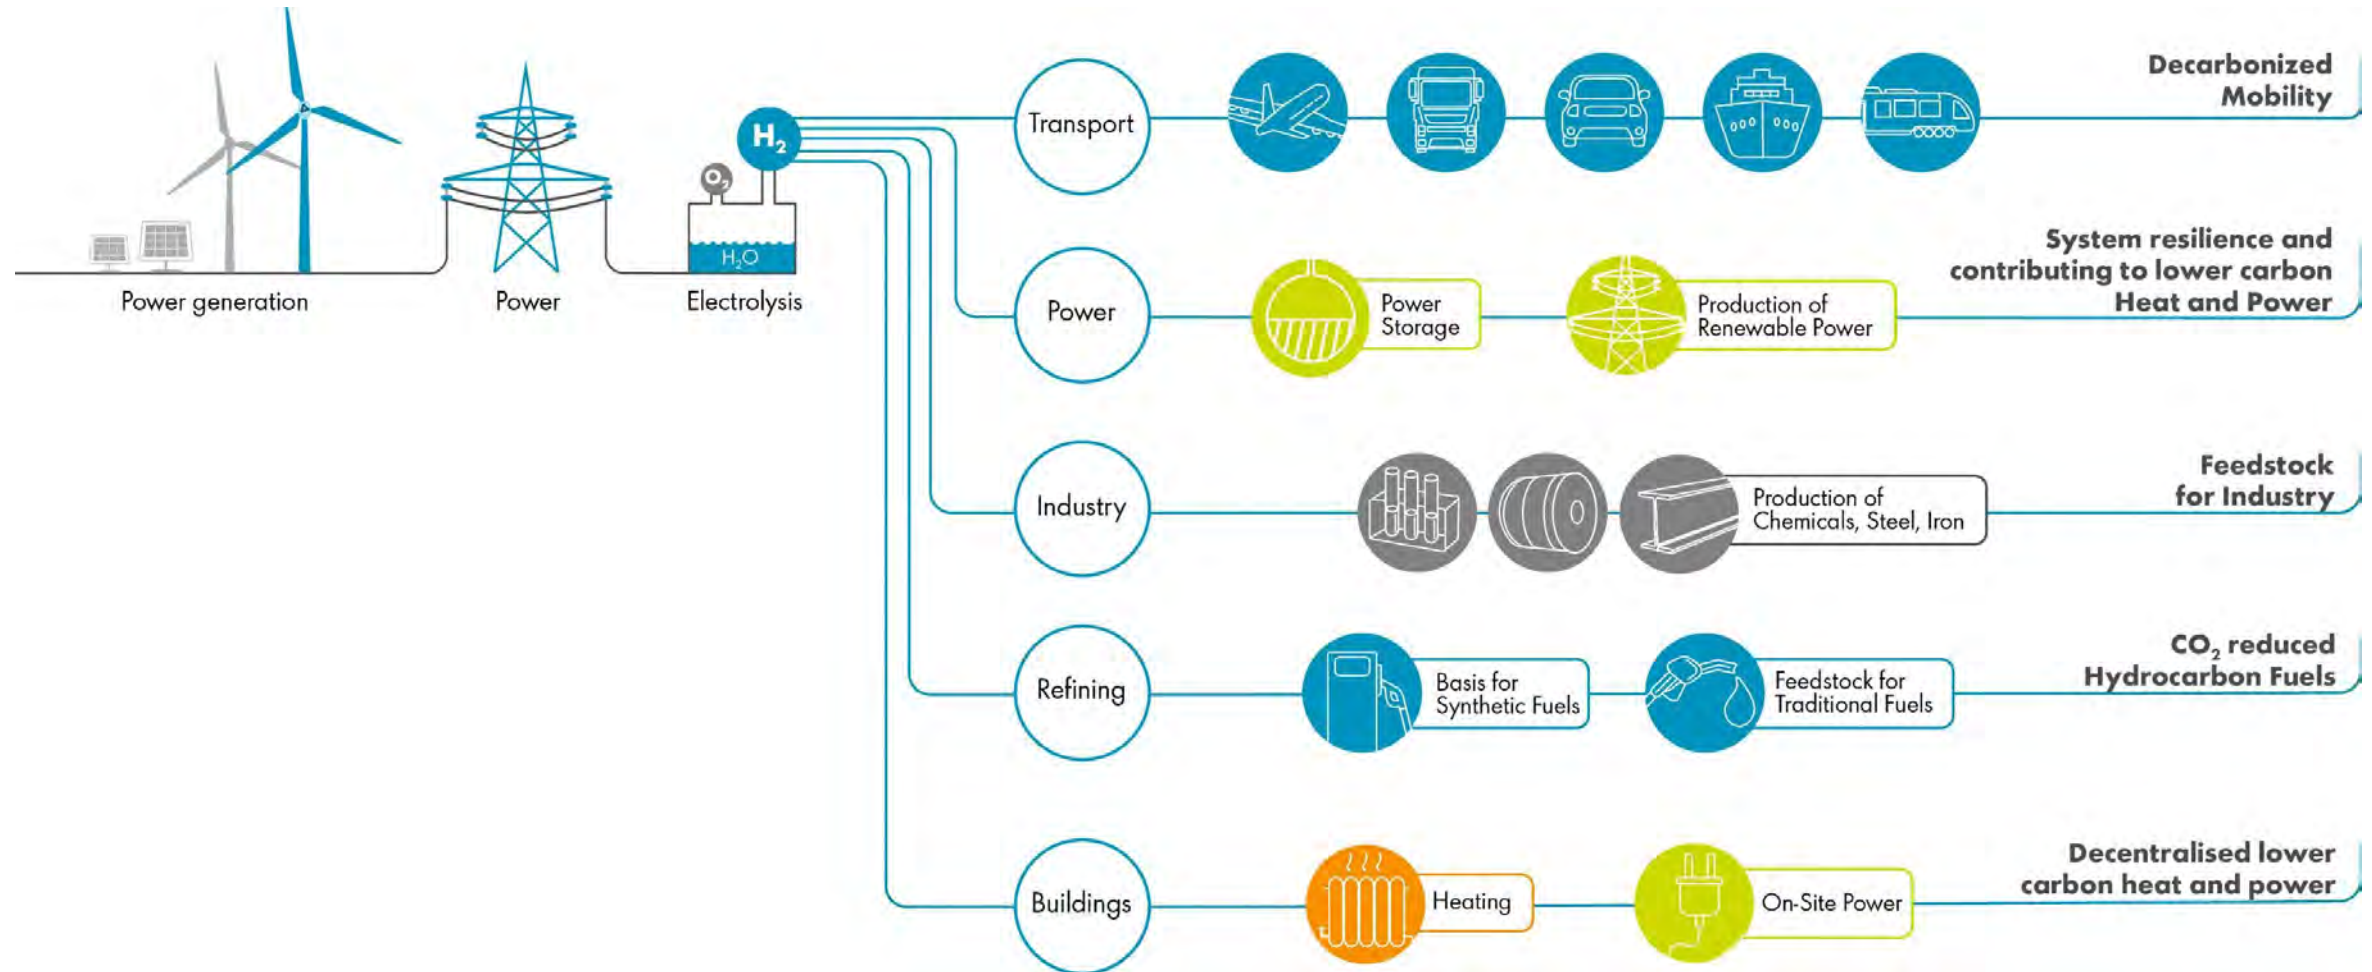 Power generation
Power
O₂
H₂
H₂O
Electrolysis
Transport
Decarbonized
Mobility
Power
Power
Storage
Production of
Renewable Power
System resilience and
contributing to lower carbon
Heat and Power
Industry
Production of
Chemicals, Steel, Iron
Feedstock
for Industry
Refining
Basis for
Synthetic Fuels
Feedstock for
Traditional Fuels
CO₂ reduced
Hydrocarbon Fuels
Buildings
Heating
On-Site Power
Decentralised lower
carbon heat and power